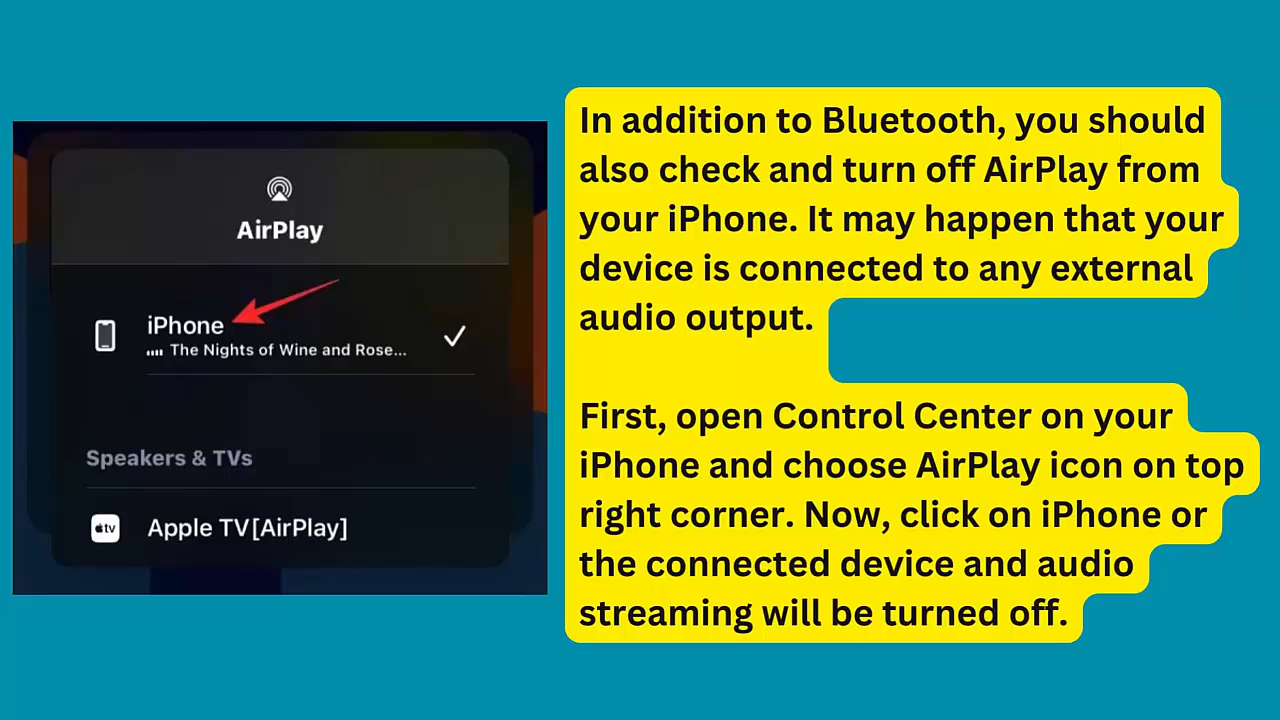 AirPlay
iPhone
The Nights of Wine and Rose...
Speakers & TVs
tv
Apple TV[AirPlay]
In addition to Bluetooth, you should
also check and turn off AirPlay from
your iPhone. It may happen that your
device is connected to any external
audio output.
First, open Control Center on your
iPhone and choose AirPlay icon on top
right corner. Now, click on iPhone or
the connected device and audio
streaming will be turned off.